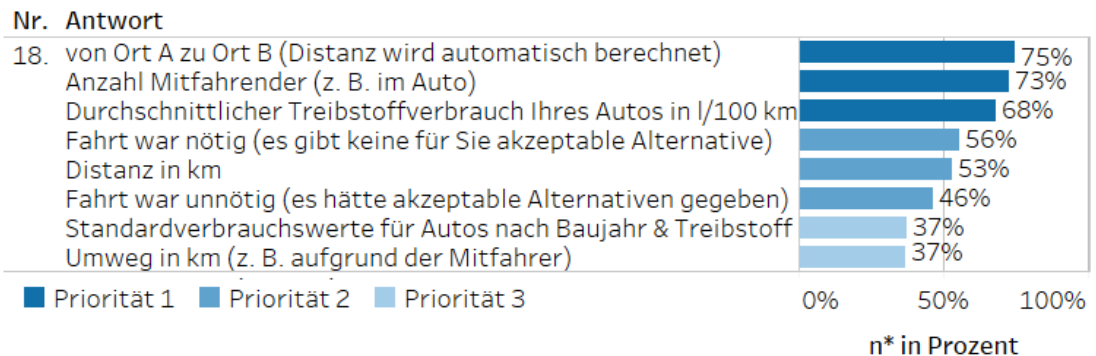 Nr. Antwort
18. von Ort A zu Ort B (Distanz wird automatisch berechnet) 75%
Anzahl Mitfahrender (z. B. im Auto) 73%
Durchschnittlicher Treibstoffverbrauch Ihres Autos in l/100 km 68%
Fahrt war nötig (es gibt keine für Sie akzeptable Alternative) 56%
Distanz in km 53%
Fahrt war unnötig (es hätte akzeptable Alternativen gegeben) 46%
Standardverbrauchswerte für Autos nach Baujahr & Treibstoff 37%
Umweg in km (z. B. aufgrund der Mitfahrer) 37%
Priorität 1 Priorität 2 Priorität 3 0% 50% 100%
n* in Prozent